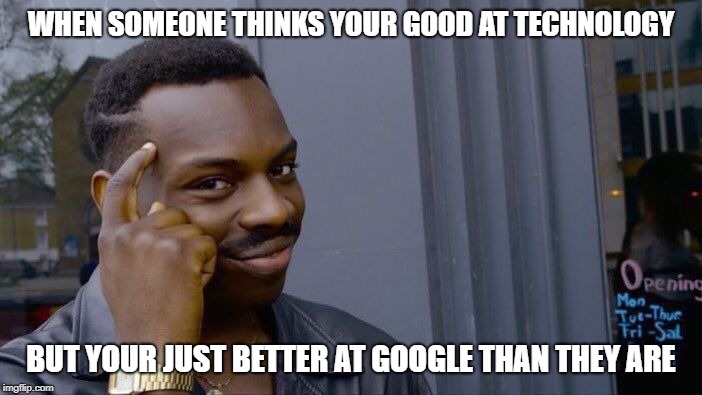 WHEN SOMEONE THINKS YOUR GOOD AT TECHNOLOGY
Opening
Mon
Tue-Thur
Fri-Sat
BUT YOUR JUST BETTER AT GOOGLE THAN THEY ARE
imgflip.com